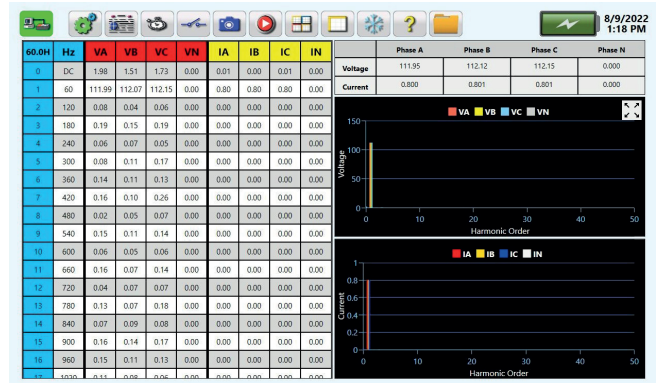 8/9/2022
1:18 PM
60.0H Hz VA VB VC VN IA IB IC IN
0 DC 1.98 1.51 1.73 0.00 0.01 0.00 0.01 0.00
1 60 111.99 112.07 112.15 0.00 0.80 0.80 0.80 0.00
2 120 0.08 0.04 0.06 0.00 0.00 0.00 0.00 0.00
3 180 0.19 0.15 0.19 0.00 0.00 0.00 0.00 0.00
4 240 0.06 0.07 0.05 0.00 0.00 0.00 0.00 0.00
5 300 0.08 0.11 0.17 0.00 0.00 0.00 0.00 0.00
6 360 0.14 0.11 0.13 0.00 0.00 0.00 0.00 0.00
7 420 0.16 0.10 0.26 0.00 0.00 0.00 0.00 0.00
8 480 0.02 0.05 0.07 0.00 0.00 0.00 0.00 0.00
9 540 0.15 0.11 0.14 0.00 0.00 0.00 0.00 0.00
10 600 0.06 0.05 0.06 0.00 0.00 0.00 0.00 0.00
11 660 0.16 0.07 0.14 0.00 0.00 0.00 0.00 0.00
12 720 0.04 0.07 0.07 0.00 0.00 0.00 0.00 0.00
13 780 0.13 0.07 0.18 0.00 0.00 0.00 0.00 0.00
14 840 0.07 0.09 0.08 0.00 0.00 0.00 0.00 0.00
15 900 0.16 0.14 0.17 0.00 0.00 0.00 0.00 0.00
16 960 0.15 0.11 0.13 0.00 0.00 0.00 0.00 0.00
17 1020 0.11 0.08 0.06 0.00 0.00 0.00 0.00 0.00
Phase A Phase B Phase C Phase N
Voltage 111.95 112.12 112.15 0.000
Current 0.800 0.801 0.801 0.000
VA VB VC VN
150
100
50
0
Voltage
0 10 20 30 40 50
Harmonic Order
IA IB IC IN
1
0.8
0.6
0.4
0.2
0
Current
0 10 20 30 40 50
Harmonic Order